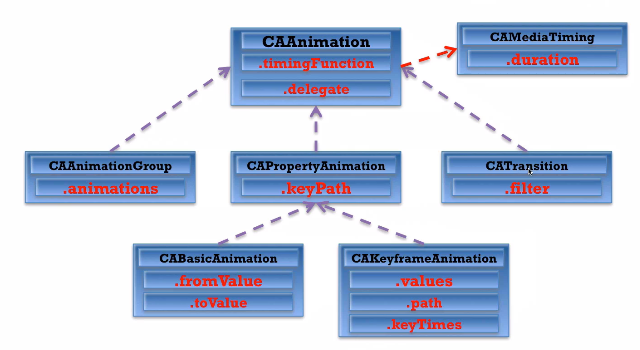 CAAnimation
.timingFunction
.delegate
CAMediaTiming
.duration
CAAnimationGroup
.animations
CAPropertyAnimation
.keyPath
CATransition
.filter
CABasicAnimation
.fromValue
.toValue
CAKeyframeAnimation
.values
.path
.keyTimes